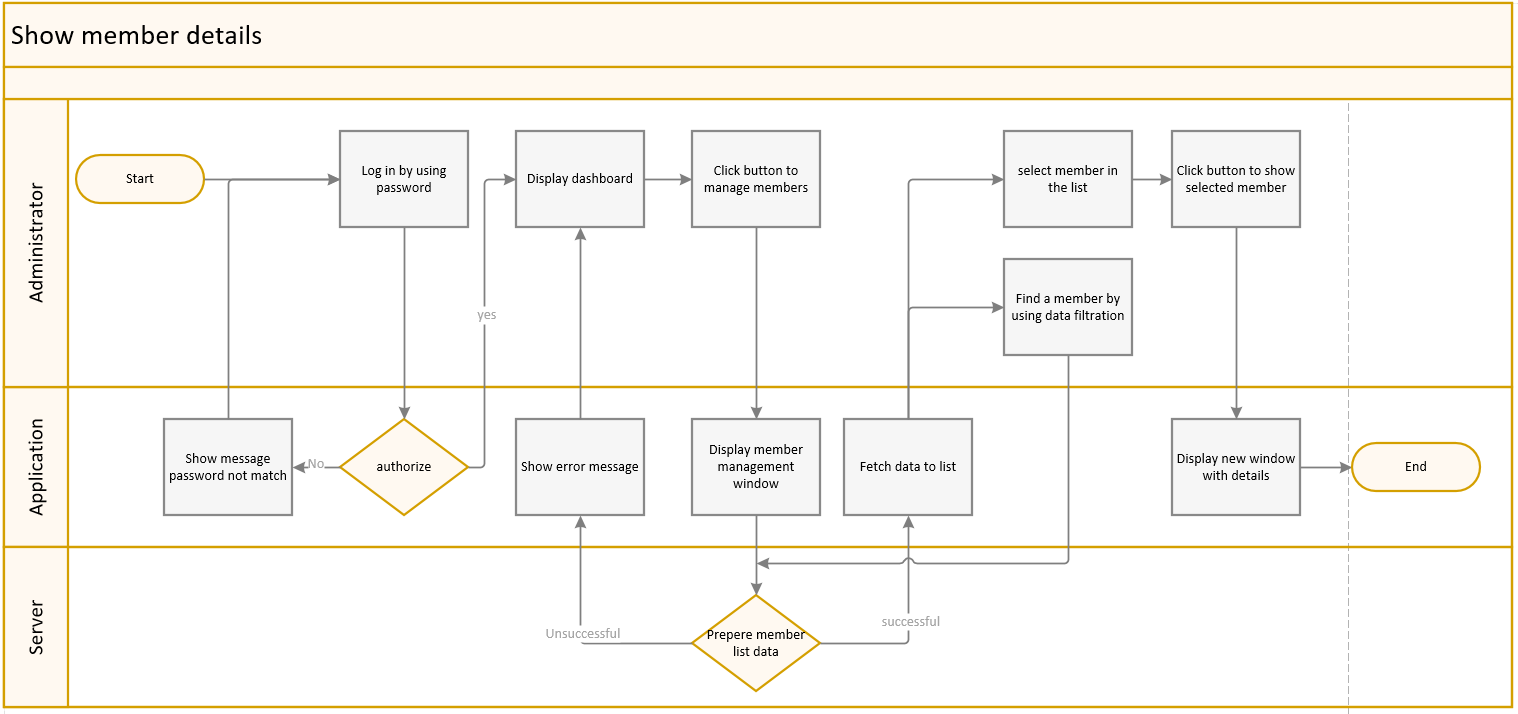 Show member details
Administrator
Start
Log in by using
password
Display dashboard
Click button to
manage members
select member in
the list
Click button to show
selected member
Find a member by
using data filtration
yes
Application
Show message
password not match
No
authorize
Show error message
Display member
management
window
Fetch data to list
Display new window
with details
End
Server
Unsuccessful
Prepere member
list data
successful